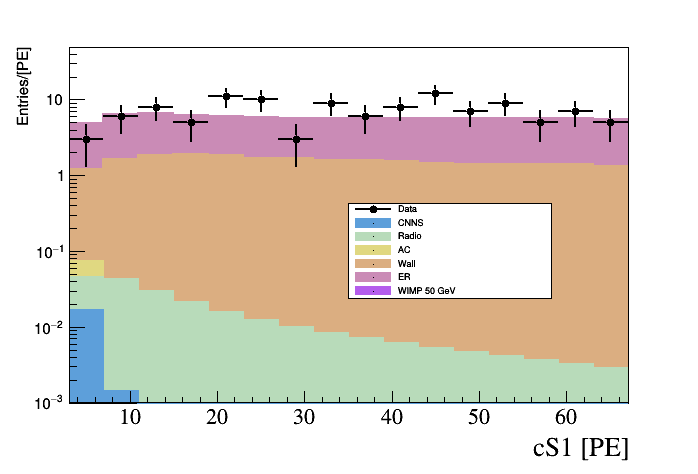 Entries/[PE]
10
1
10⁻¹
10⁻²
10⁻³
Data
CNNS
Radio
AC
Wall
ER
WIMP 50 GeV
10 20 30 40 50 60
cS1 [PE]